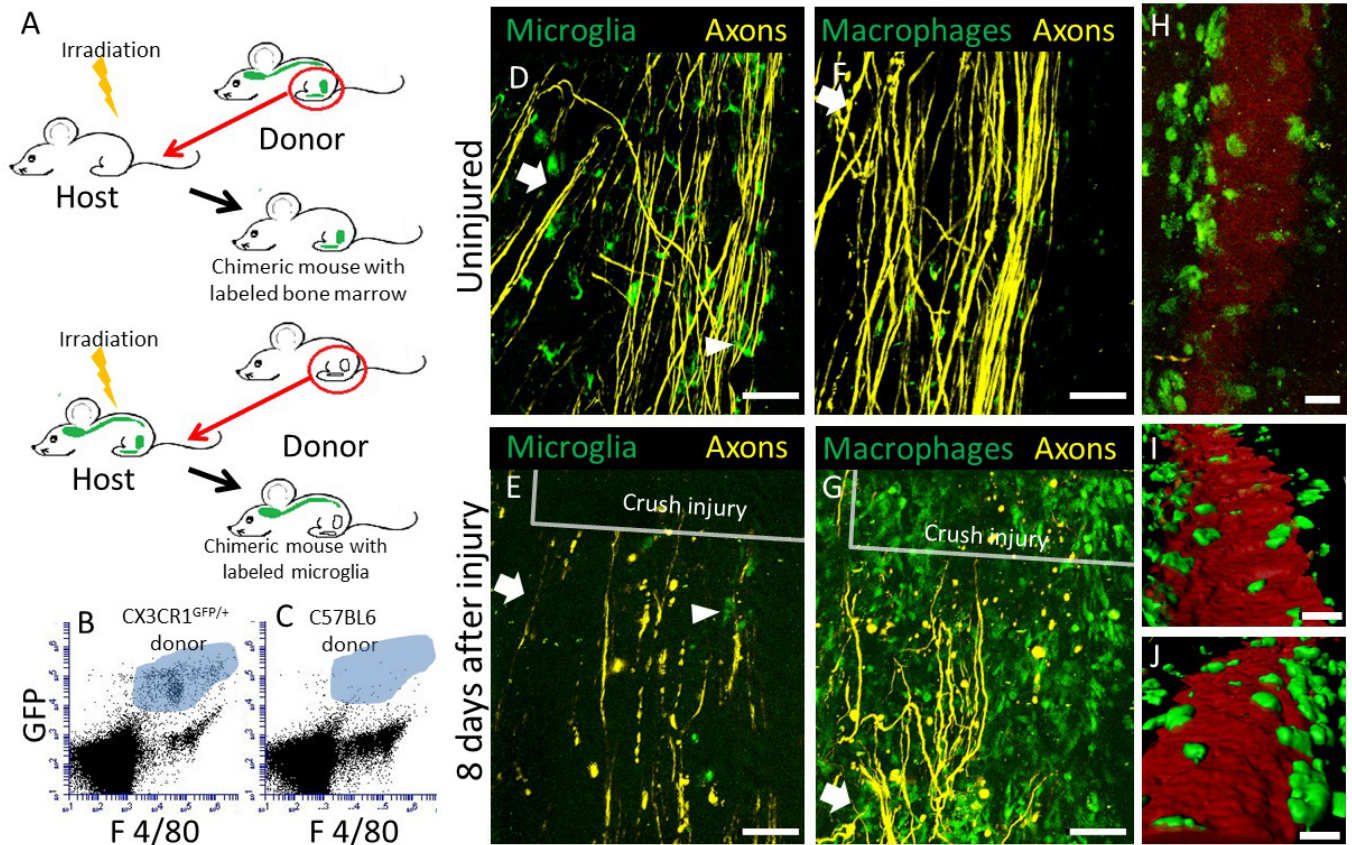 A
Irradiation
Donor
Host
Chimeric mouse with
labeled bone marrow
Irradiation
Donor
Host
Chimeric mouse with
labeled microglia
B
CX3CR1GFP/+
donor
C
C57BL6
donor
GFP
F 4/80
F 4/80
Uninjured
Microglia Axons
D
Macrophages Axons
F
8 days after injury
Microglia Axons
E
Crush injury
Macrophages Axons
G
Crush injury
H
I
J